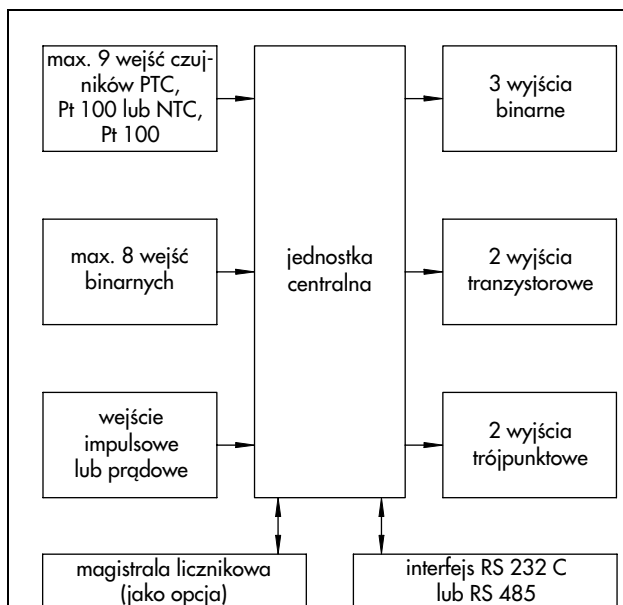 max. 9 wejść czuj-
ników PTC,
Pt 100 lub NTC,
Pt 100
3 wyjścia
binarne
max. 8 wejść
binarnych
jednostka
centralna
2 wyjścia
tranzystorowe
wejście
impulsowe
lub prądowe
2 wyjścia
trójpunktowe
magistrala licznikowa
(jako opcja)
interfejs RS 232 C
lub RS 485